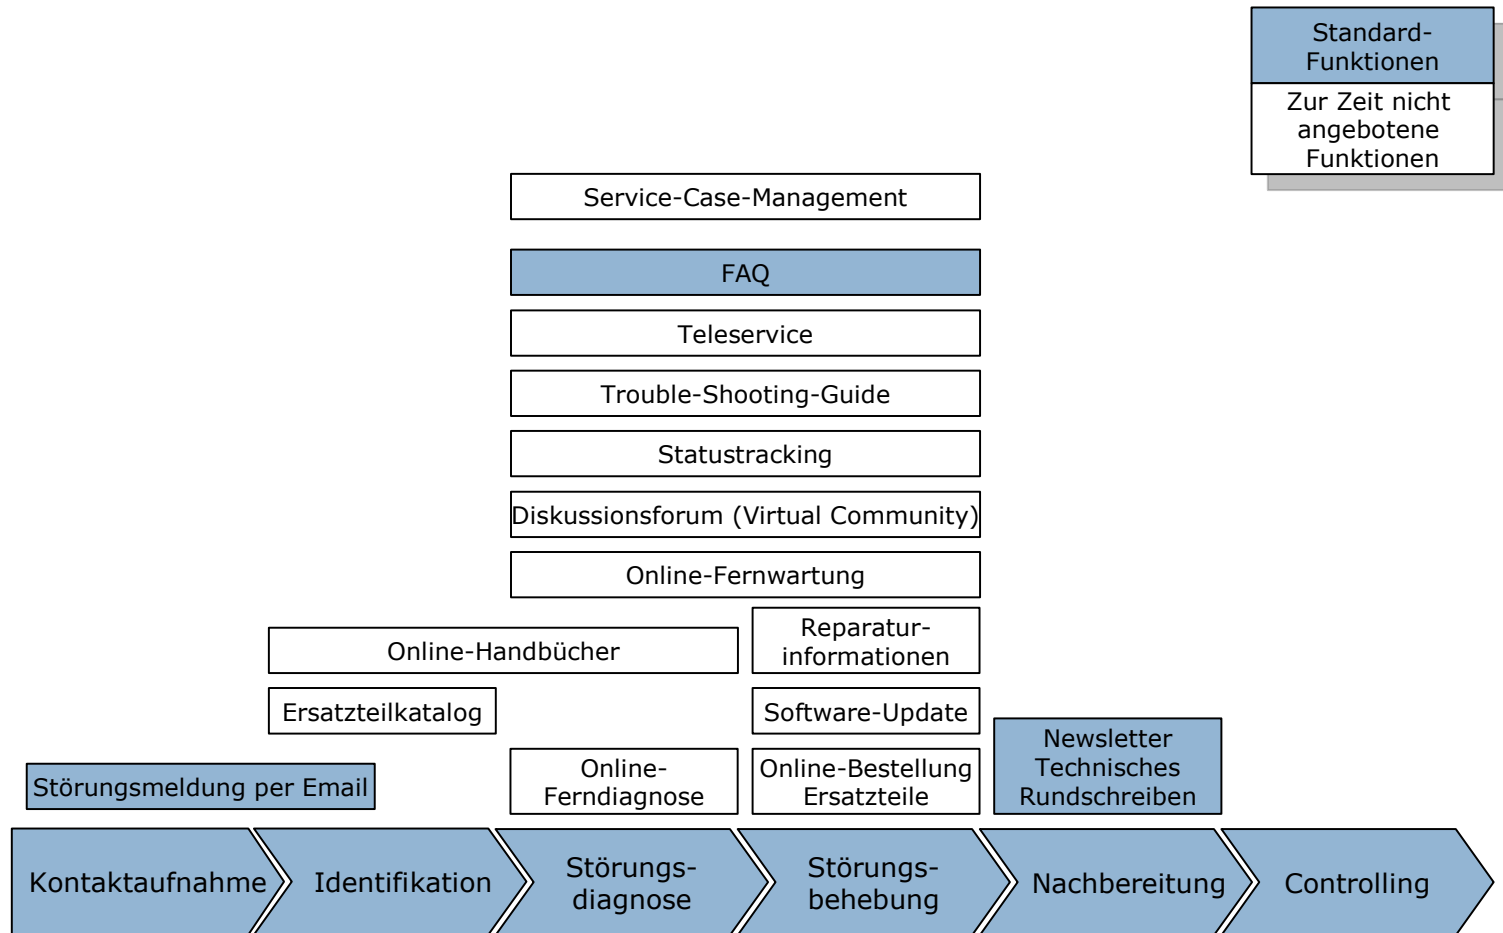 Standard-
Funktionen
Zur Zeit nicht
angebotene
Funktionen
Service-Case-Management
FAQ
Teleservice
Trouble-Shooting-Guide
Statustracking
Diskussionsforum (Virtual Community)
Online-Fernwartung
Online-Handbücher
Reparatur-
informationen
Ersatzteilkatalog
Software-Update
Störungsmeldung per Email
Online-
Ferndiagnose
Online-Bestellung
Ersatzteile
Newsletter
Technisches
Rundschreiben
Kontaktaufnahme
Identifikation
Störungs-
diagnose
Störungs-
behebung
Nachbereitung
Controlling